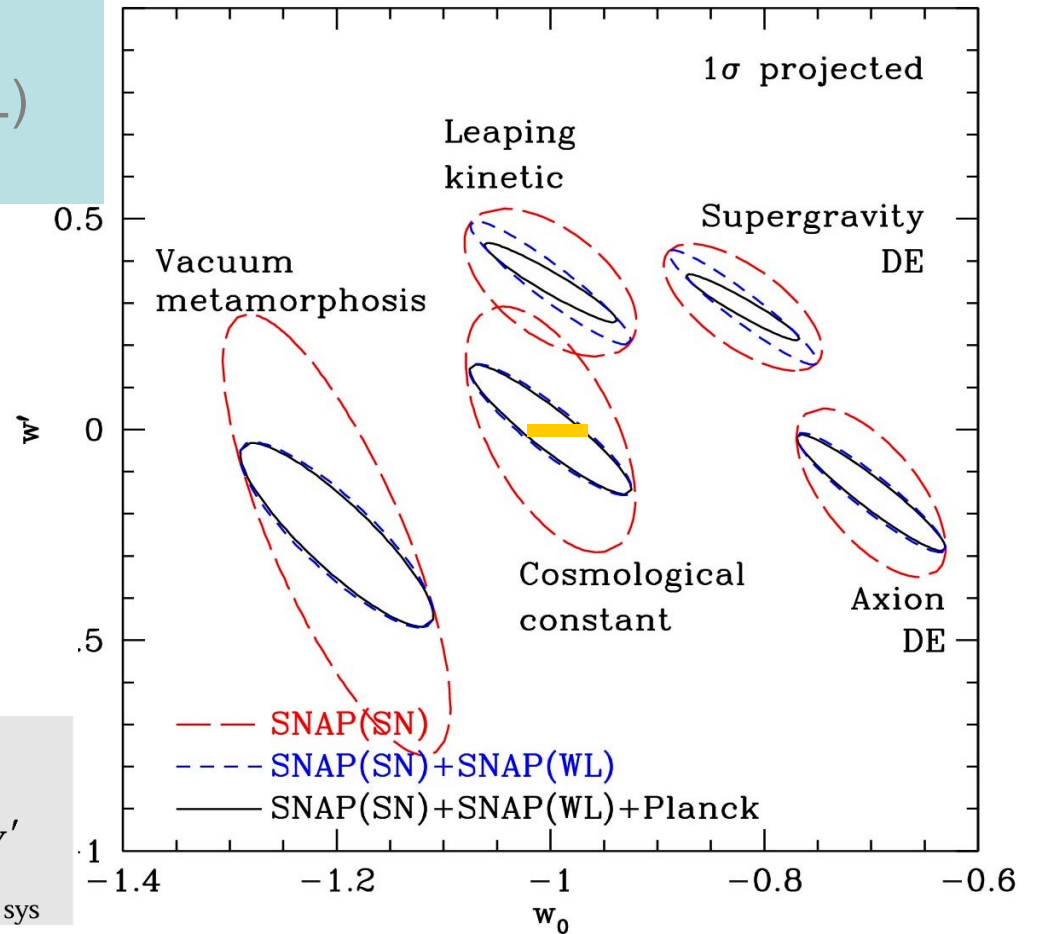 1σ projected
Leaping
kinetic
Supergravity
DE
Vacuum
metamorphosis
Cosmological
constant
Axion
DE
SNAP(SN)
SNAP(SN)+SNAP(WL)
SNAP(SN)+SNAP(WL)+Planck
0.5
0
.5
1
w'
-1.4
-1.2
-1
-0.8
-0.6
w₀
sys